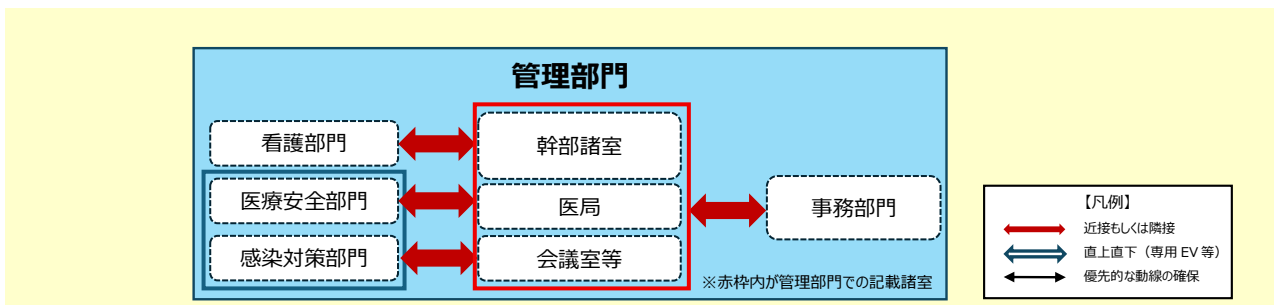 管理部門
看護部門
幹部諸室
医療安全部門
医局
事務部門
感染対策部門
会議室等
※赤枠内が管理部門での記載諸室
【凡例】
近接もしくは隣接
直上直下（専用 EV 等）
優先的な動線の確保